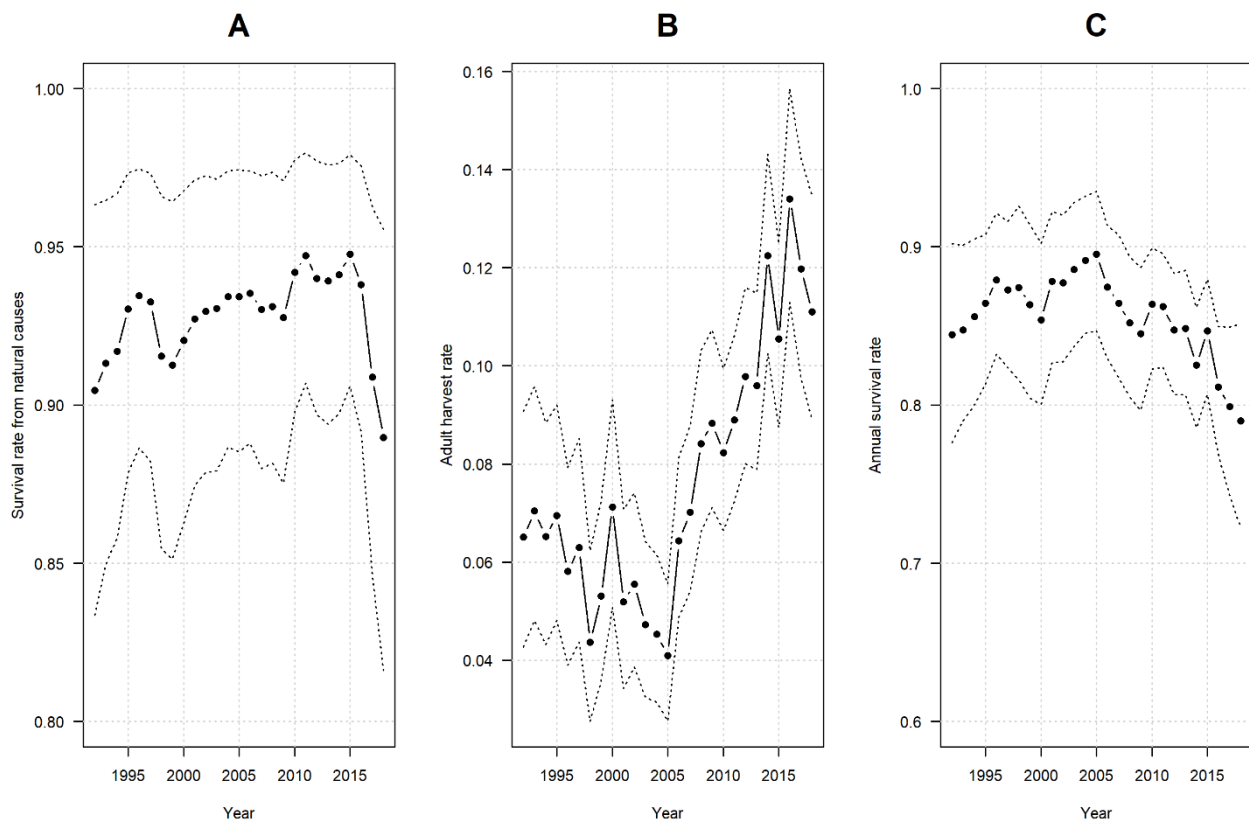 A
B
C
Survival rate from natural causes
1.00
0.95
0.90
0.85
0.80
1995 2000 2005 2010 2015
Year
Adult harvest rate
0.16
0.14
0.12
0.10
0.08
0.06
0.04
1995 2000 2005 2010 2015
Year
Annual survival rate
1.0
0.9
0.8
0.7
0.6
1995 2000 2005 2010 2015
Year